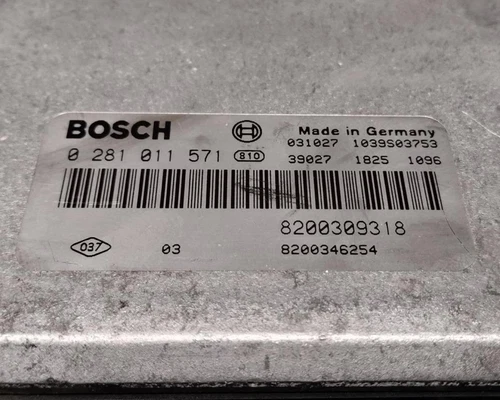 BOSCH
Made in Germany
031027 1039S03753
0 281 011 571 810
39027 1825 1096
8200309318
037 03 8200346254